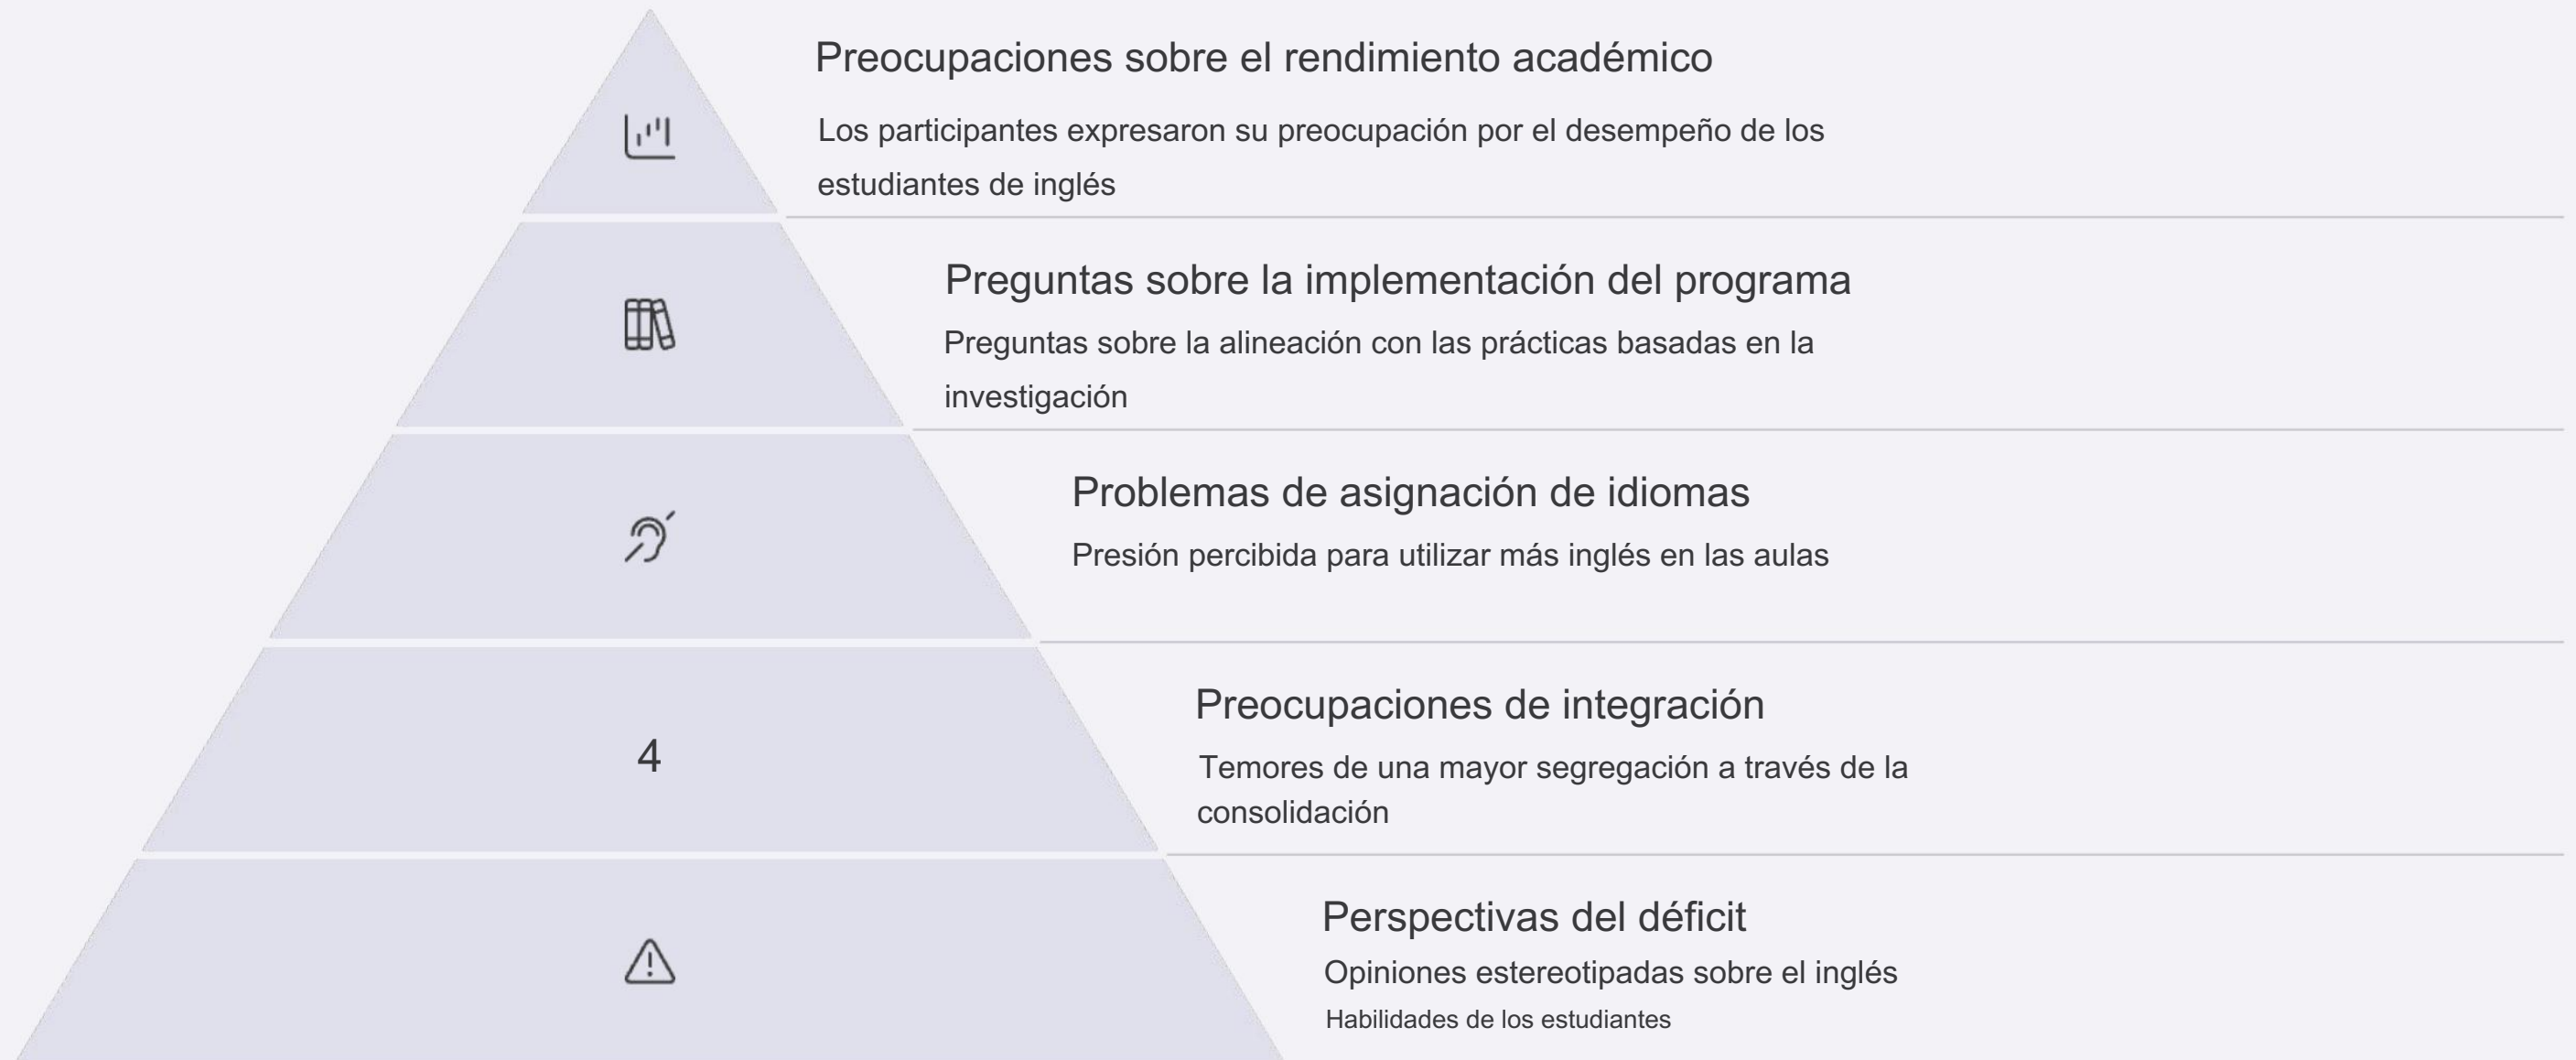 Preocupaciones sobre el rendimiento académico
Los participantes expresaron su preocupación por el desempeño de los
estudiantes de inglés
Preguntas sobre la implementación del programa
Preguntas sobre la alineación con las prácticas basadas en la
investigación
Problemas de asignación de idiomas
Presión percibida para utilizar más inglés en las aulas
4
Preocupaciones de integración
Temores de una mayor segregación a través de la
consolidación
Perspectivas del déficit
Opiniones estereotipadas sobre el inglés
Habilidades de los estudiantes